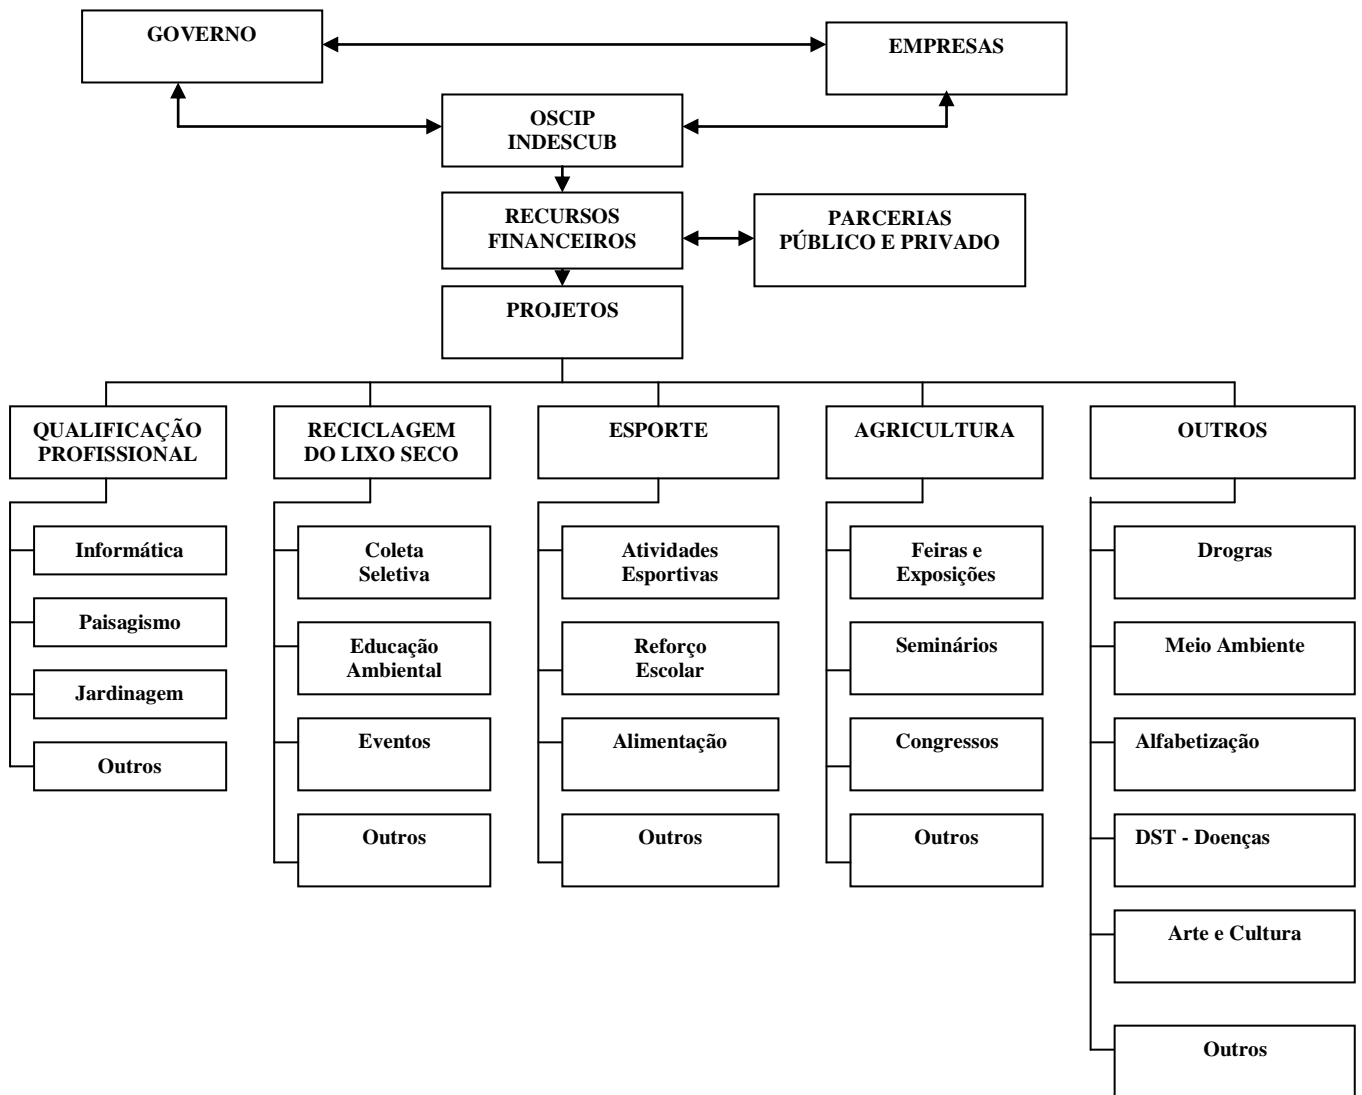 GOVERNO
EMPRESAS
OSCIP
INDESCUB
RECURSOS
FINANCEIROS
PARCERIAS
PÚBLICO E PRIVADO
PROJETOS
QUALIFICAÇÃO
PROFISSIONAL
Informática
Paisagismo
Jardinagem
Outros
RECICLAGEM
DO LIXO SECO
Coleta
Seletiva
Educação
Ambiental
Eventos
Outros
ESPORTE
Atividades
Esportivas
Reforço
Escolar
Alimentação
Outros
AGRICULTURA
Feiras e
Exposições
Seminários
Congressos
Outros
OUTROS
Drogras
Meio Ambiente
Alfabetização
DST - Doenças
Arte e Cultura
Outros